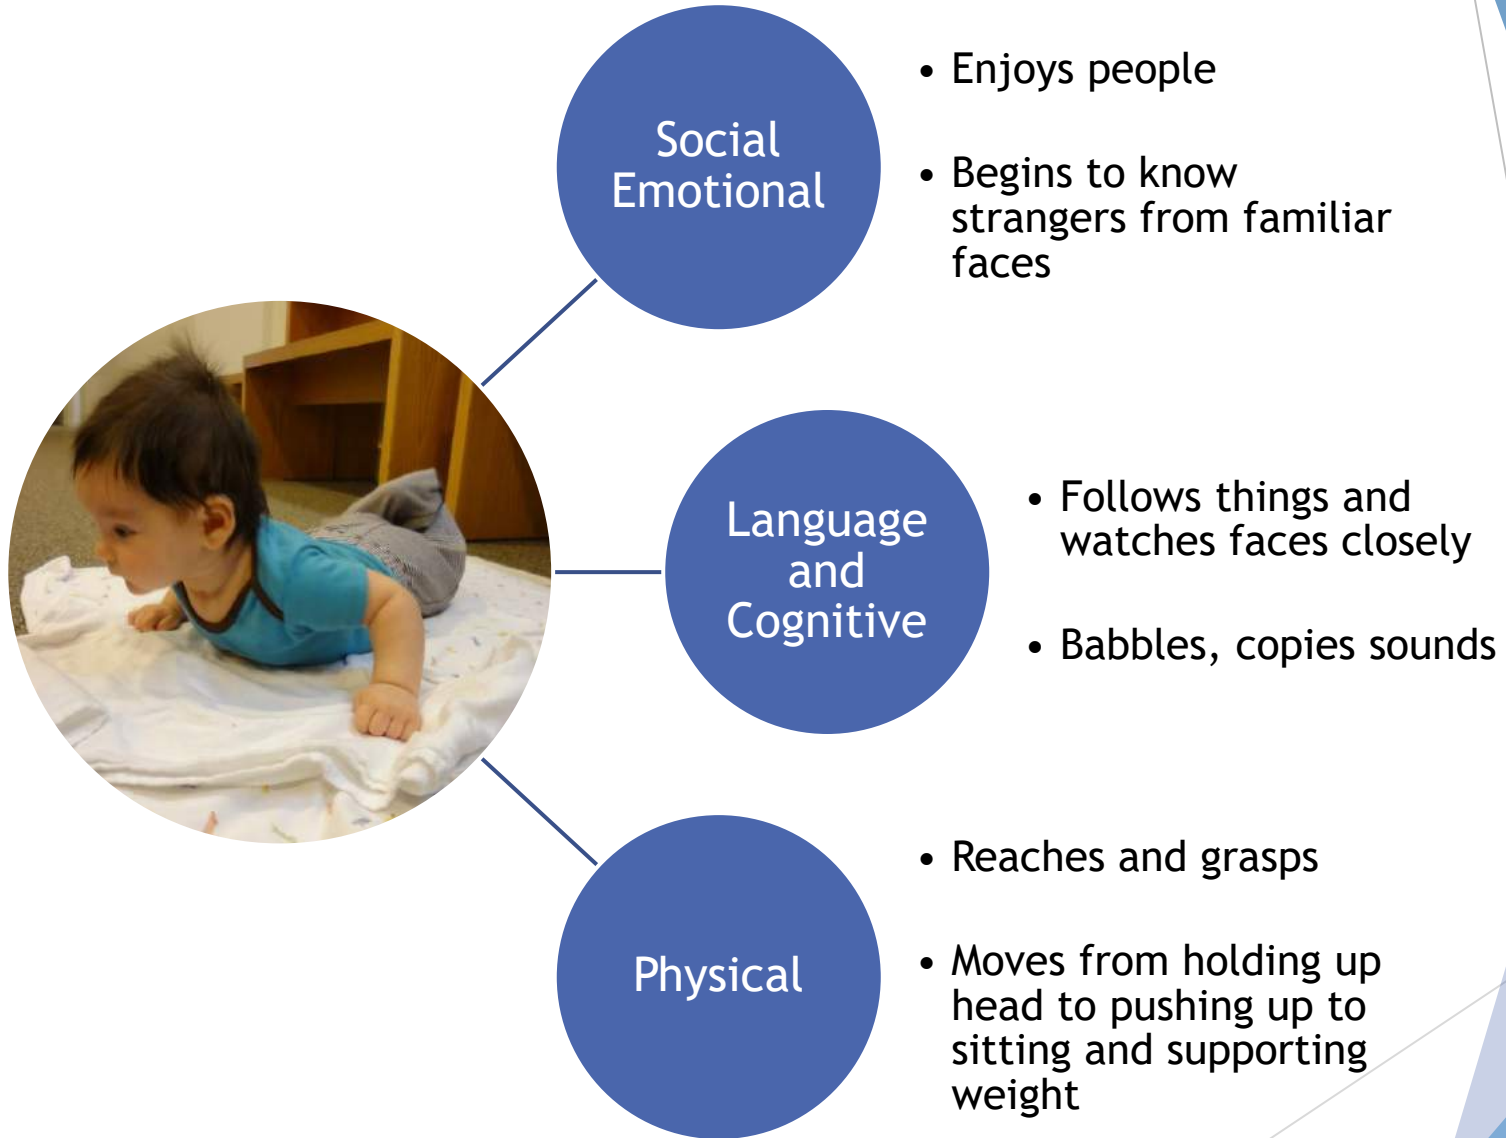 Social
Emotional
• Enjoys people
• Begins to know
strangers from familiar
faces
Language
and
Cognitive
• Follows things and
watches faces closely
• Babbles, copies sounds
Physical
• Reaches and grasps
• Moves from holding up
head to pushing up to
sitting and supporting
weight